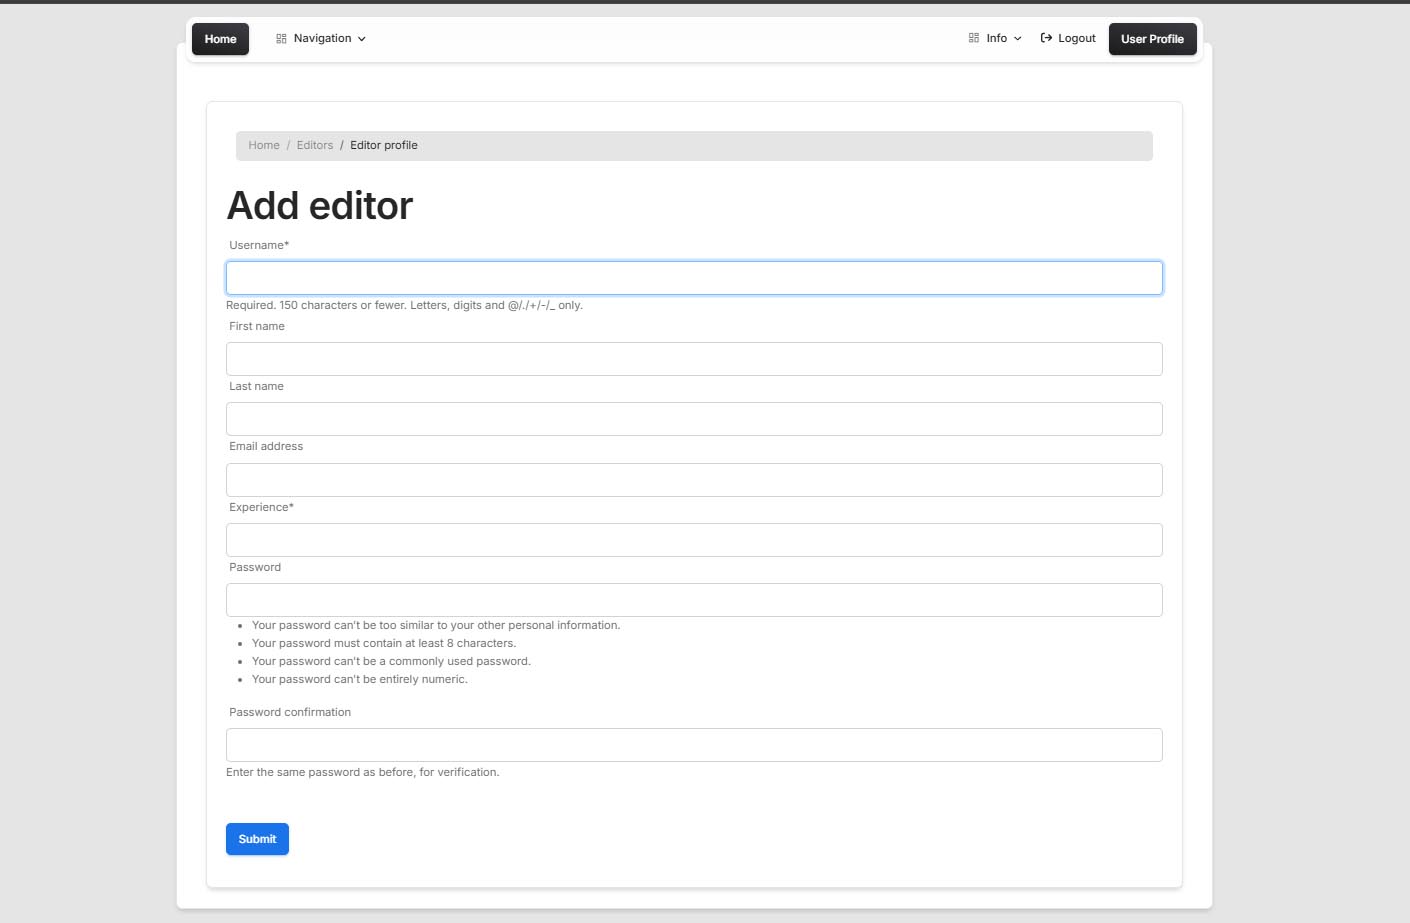 Home Navigation Info Logout User Profile
Home / Editors / Editor profile
Add editor
Username*
Required. 150 characters or fewer. Letters, digits and @/./+/-/_ only.
First name
Last name
Email address
Experience*
Password
• Your password can't be too similar to your other personal information.
• Your password must contain at least 8 characters.
• Your password can't be a commonly used password.
• Your password can't be entirely numeric.
Password confirmation
Enter the same password as before, for verification.
Submit